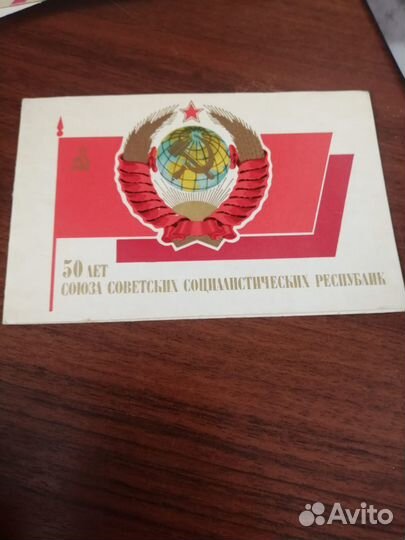 50 ЛЕТ
СОЮЗА СОВЕТСКИХ СОЦИАЛИСТИЧЕСКИХ РЕСПУБЛИК
Avito